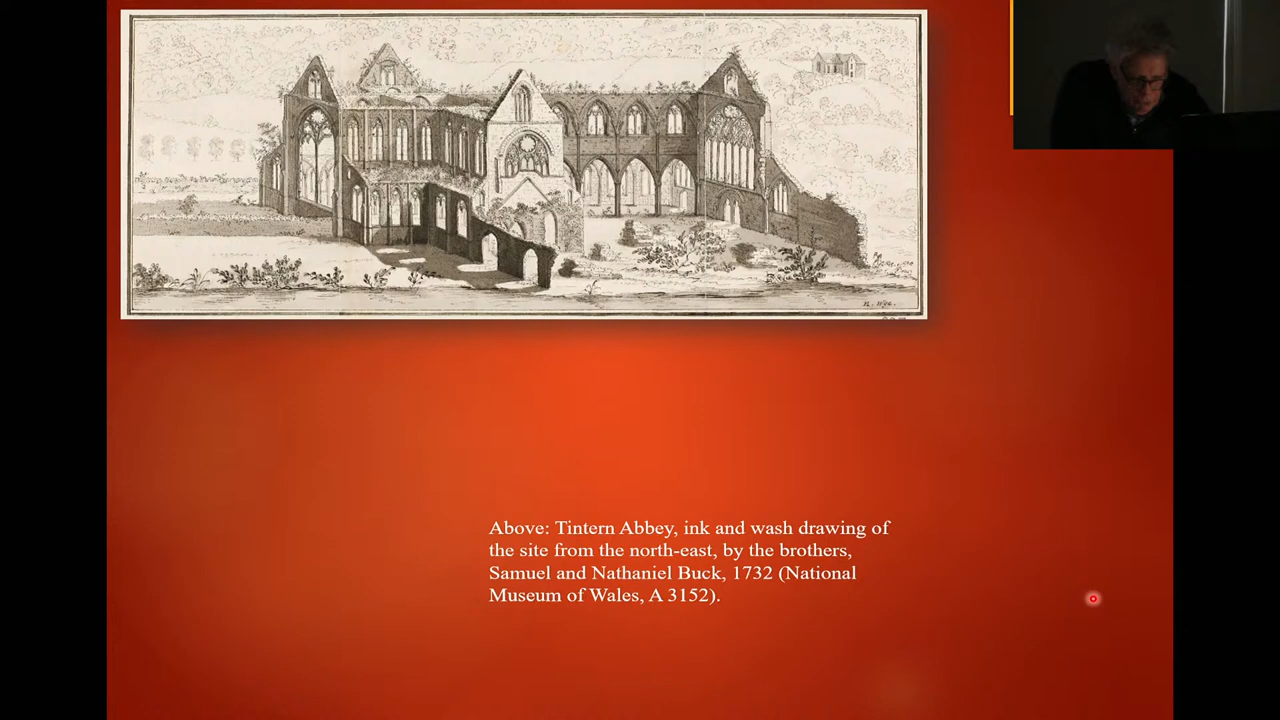 R. Wye.
Above: Tintern Abbey, ink and wash drawing of
the site from the north-east, by the brothers,
Samuel and Nathaniel Buck, 1732 (National
Museum of Wales, A 3152).